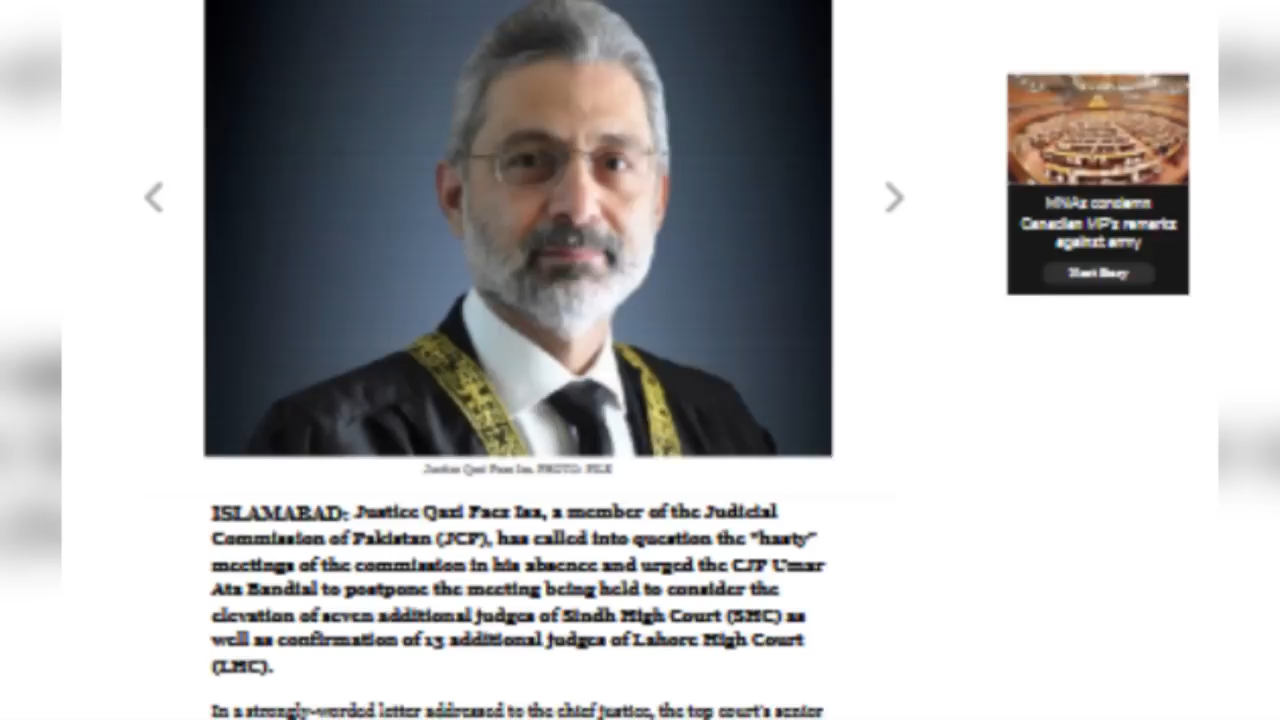 Justice Qazi Faez Isa. PHOTO: FILE
ISLAMABAD: Justice Qazi Faez Isa, a member of the Judicial
Commission of Pakistan (JCP), has called into question the "hasty"
meetings of the commission in his absence and urged the CJP Umar
Ata Bandial to postpone the meeting being held to consider the
elevation of seven additional judges of Sindh High Court (SHC) as
well as confirmation of 13 additional judges of Lahore High Court
(LHC).
In a strongly-worded letter addressed to the chief justice, the top court's senior
MNAs condemn
Canadian MP's remarks
against army
Next Story